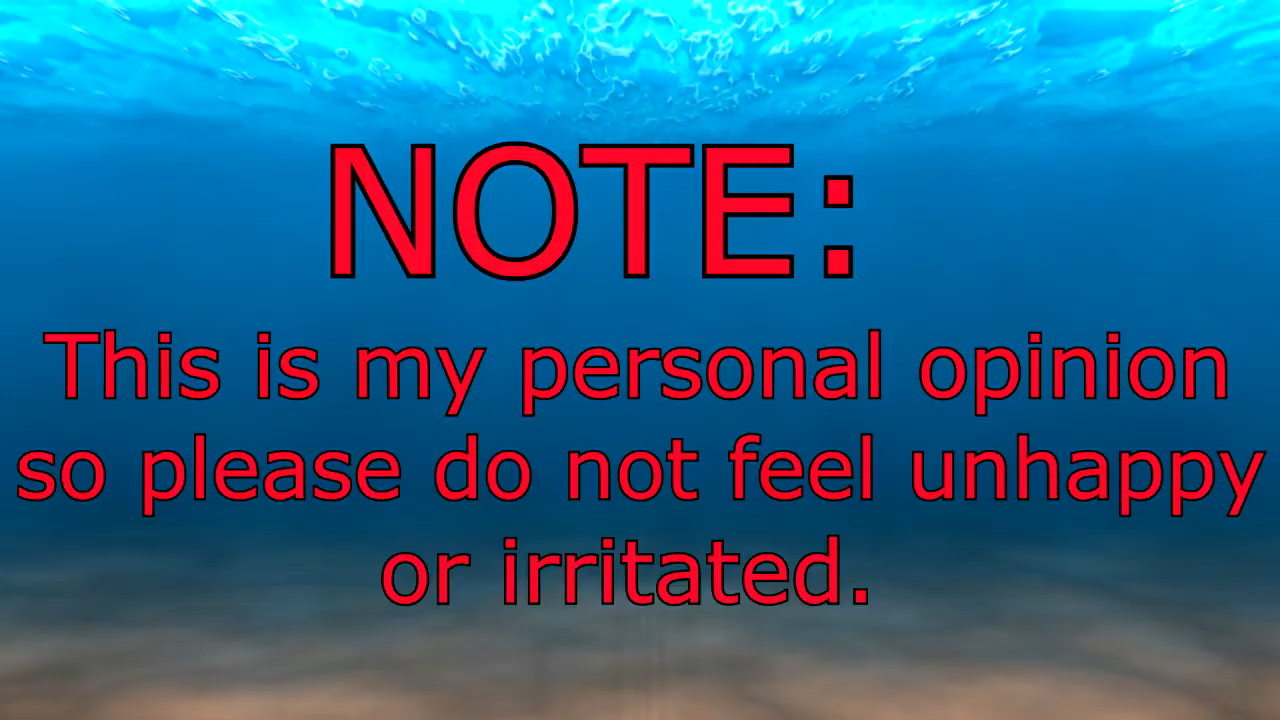 NOTE:
This is my personal opinion
so please do not feel unhappy
or irritated.